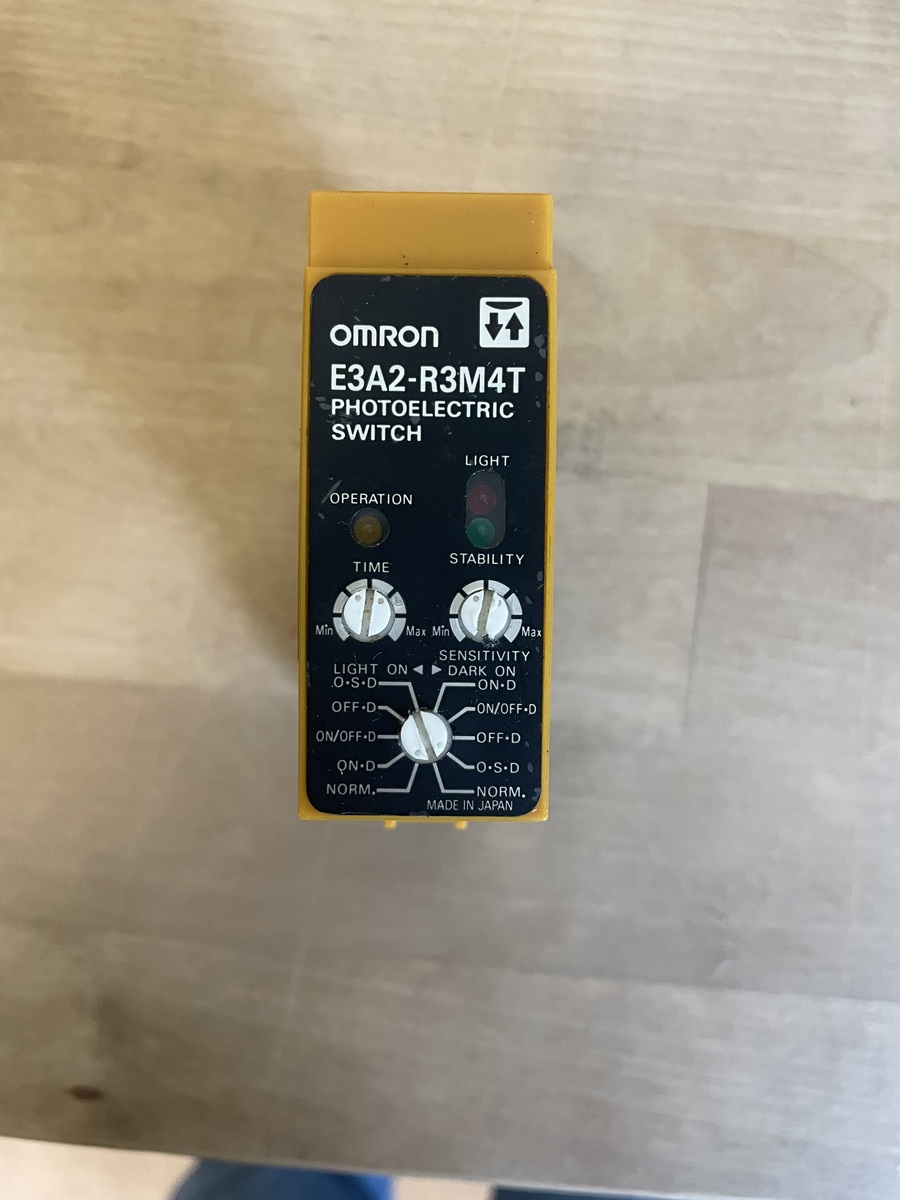 OMRON
E3A2-R3M4T
PHOTOELECTRIC
SWITCH
LIGHT
OPERATION
STABILITY
TIME
Min Max Min Max
SENSITIVITY
LIGHT ON ◀ ▶ DARK ON
O·S·D ON·D
OFF·D ON/OFF·D
ON/OFF·D OFF·D
ON·D O·S·D
NORM. NORM.
MADE IN JAPAN